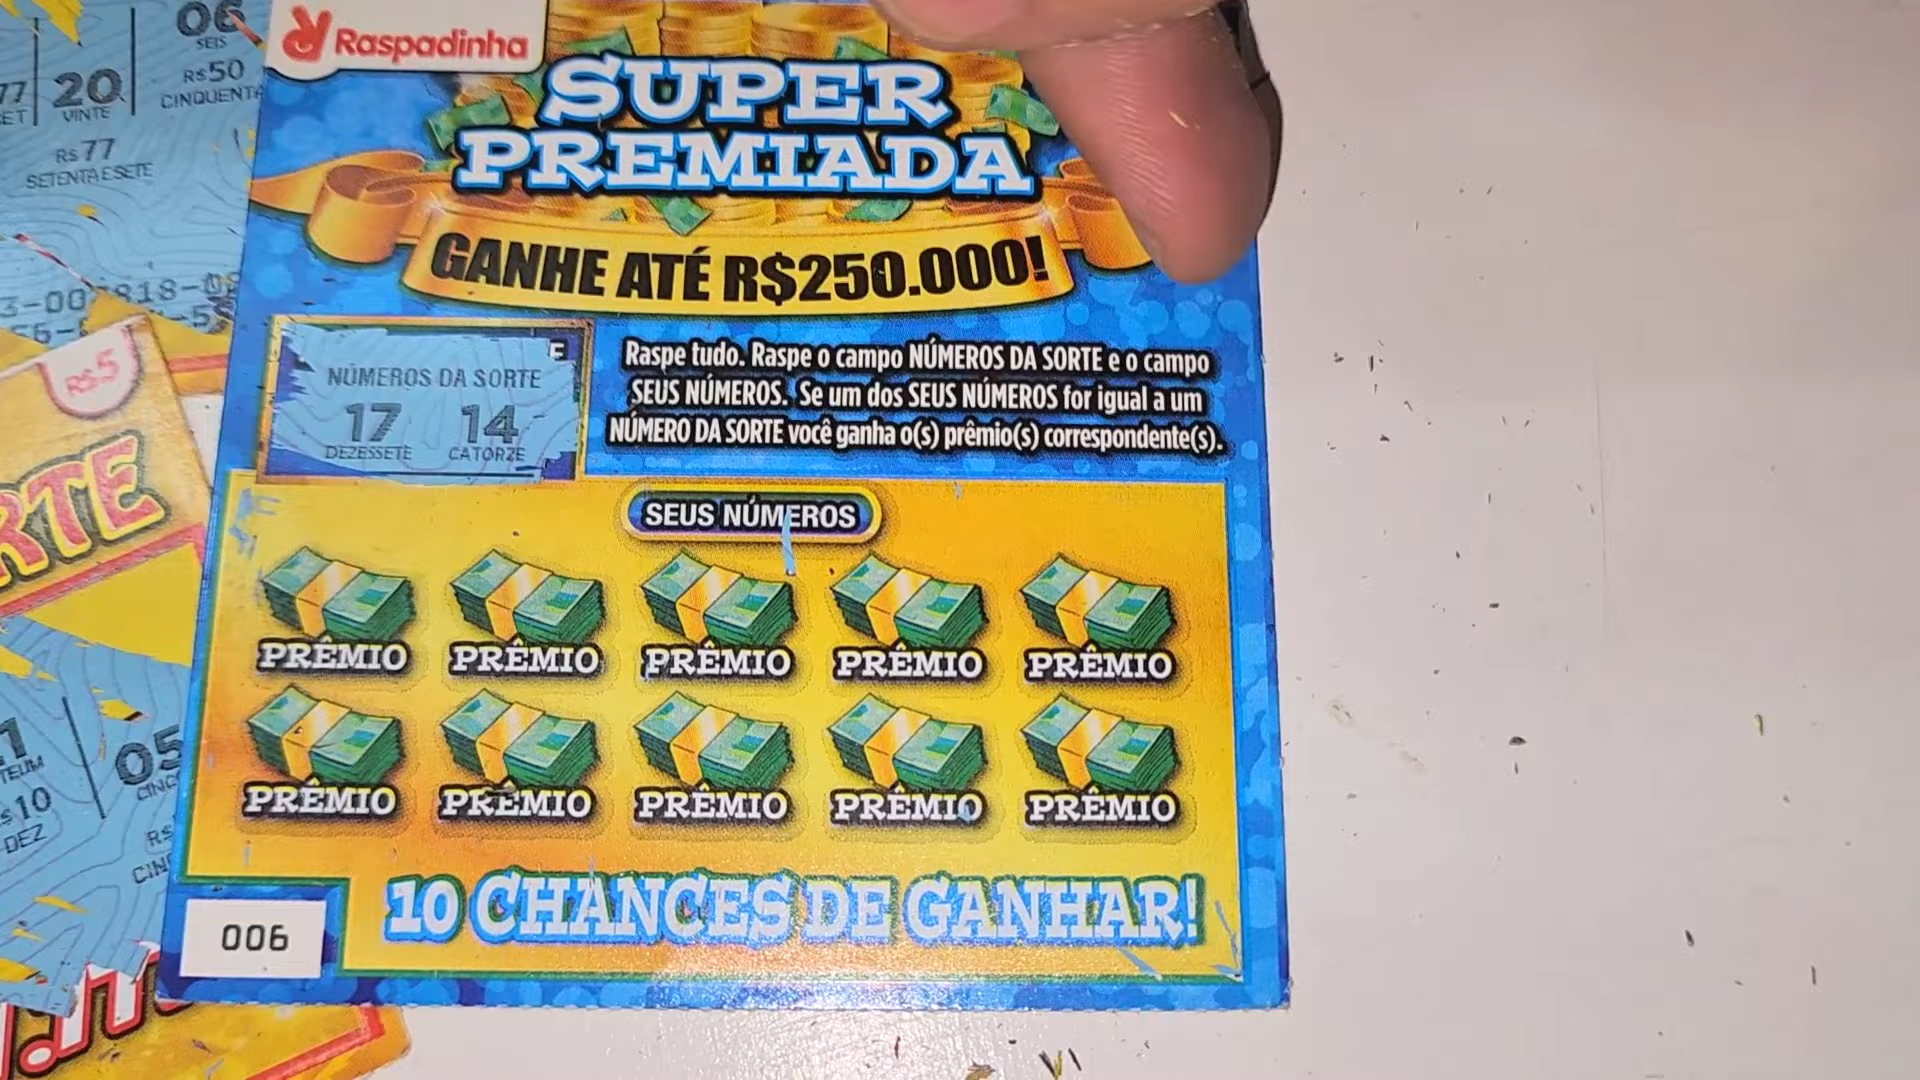 06
SEIS
R$50
CINQUENTA
77
20
VINTE
R$77
SETENTA E SETE
Raspadinha
SUPER
PREMIADA
GANHE ATÉ R$250.000!
NÚMEROS DA SORTE
17 14
DEZESSETE CATORZE
Raspe tudo. Raspe o campo NÚMEROS DA SORTE e o campo
SEUS NÚMEROS. Se um dos SEUS NÚMEROS for igual a um
NÚMERO DA SORTE você ganha o(s) prêmio(s) correspondente(s).
SEUS NÚMEROS
PRÊMIO PRÊMIO PRÊMIO PRÊMIO PRÊMIO
PRÊMIO PRÊMIO PRÊMIO PRÊMIO PRÊMIO
10 CHANCES DE GANHAR!
006
R$5
RTE
05
10
DEZ